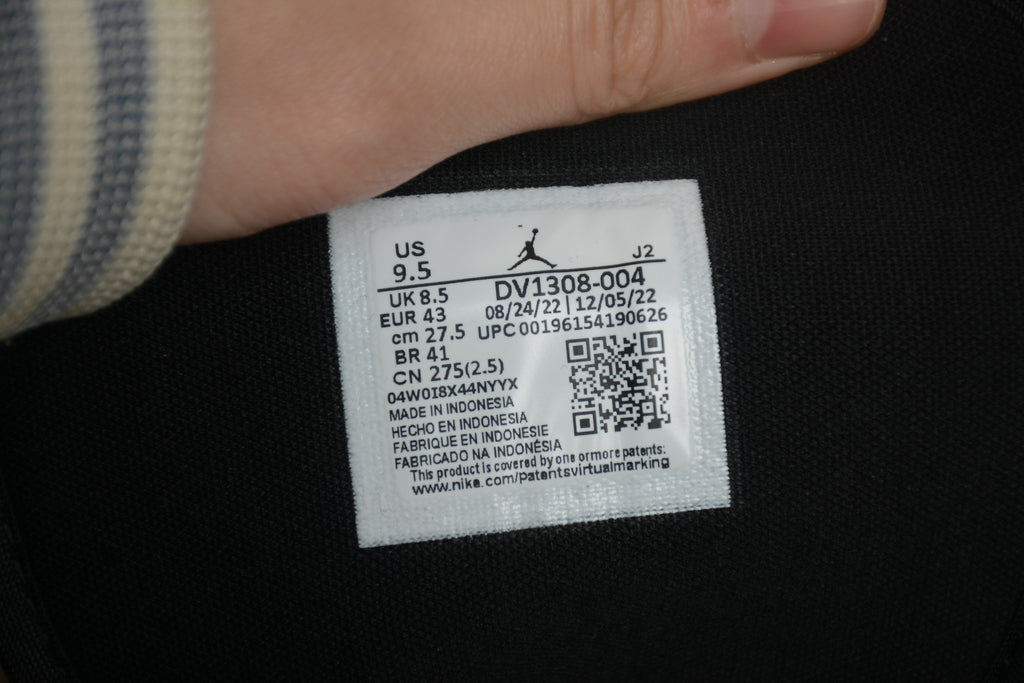 US
9.5
J2
UK 8.5
DV1308-004
EUR 43
08/24/22 | 12/05/22
cm 27.5
UPC 00196154190626
BR 41
CN 275(2.5)
04W0I8X44NYYX
MADE IN INDONESIA
HECHO EN INDONESIA
FABRIQUE EN INDONESIE
FABRICADO NA INDONÉSIA
This product is covered by one or more patents:
www.nike.com/patentsvirtualmarking